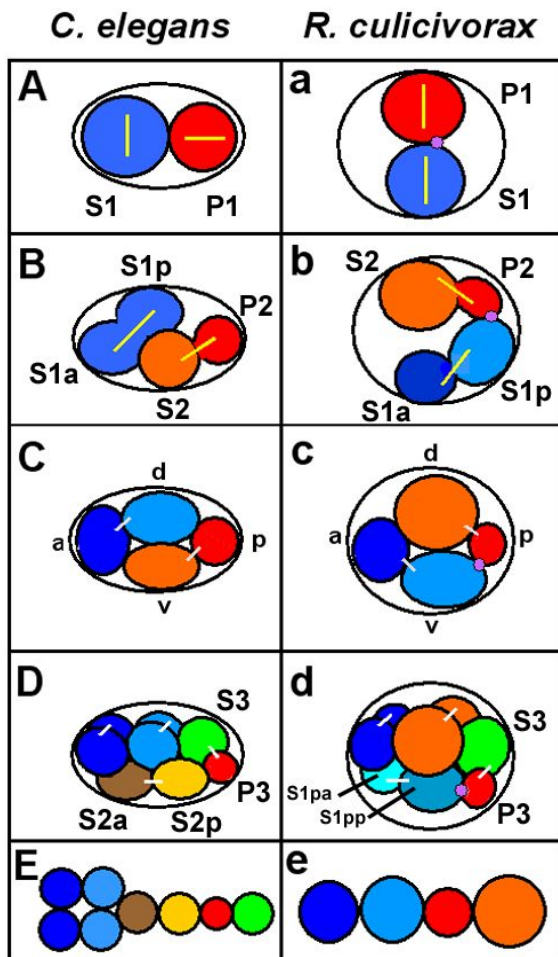 C. elegans R. culicivorax
A a
P1
S1 P1 S1
B b
S1p S2 P2
P2
S1a S1p
S2 S1a
C c
d d
a p a p
v v
D d
S3 S3
S1pa
P3 S1pp P3
S2a S2p
E e